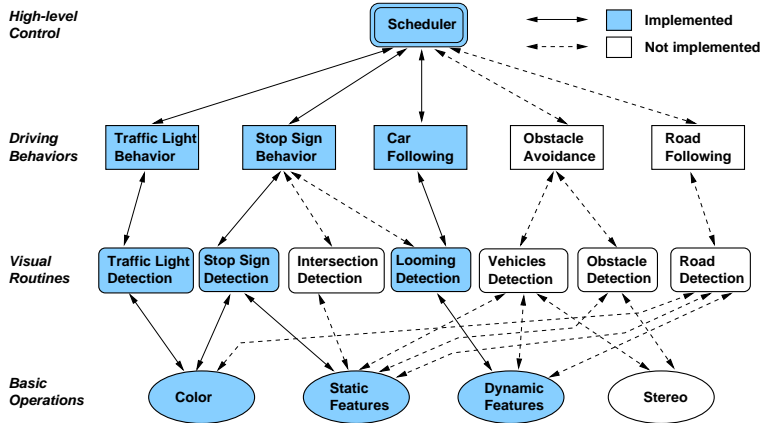 High-level
Control
Scheduler
Implemented
Not implemented
Driving
Behaviors
Traffic Light
Behavior
Stop Sign
Behavior
Car
Following
Obstacle
Avoidance
Road
Following
Visual
Routines
Traffic Light
Detection
Stop Sign
Detection
Intersection
Detection
Looming
Detection
Vehicles
Detection
Obstacle
Detection
Road
Detection
Basic
Operations
Color
Static
Features
Dynamic
Features
Stereo